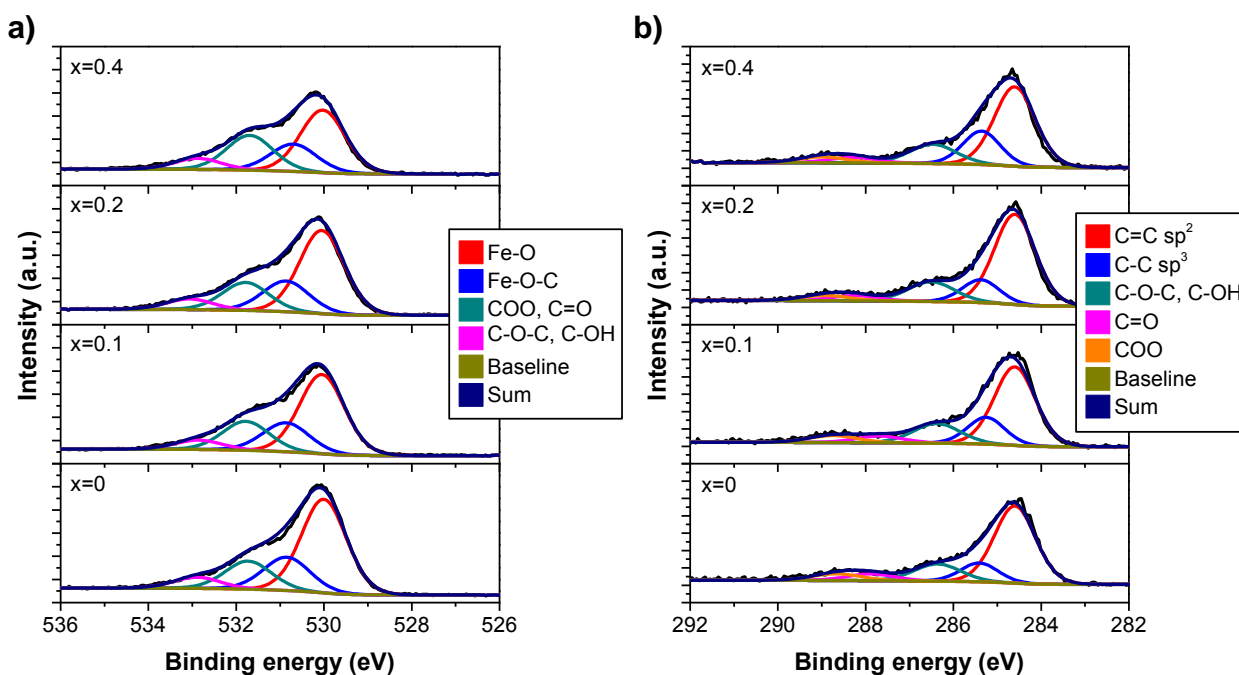 a)
x=0.4
x=0.2
x=0.1
x=0
Intensity (a.u.)
Fe-O
Fe-O-C
COO, C=O
C-O-C, C-OH
Baseline
Sum
536 534 532 530 528 526
Binding energy (eV)
b)
x=0.4
x=0.2
x=0.1
x=0
Intensity (a.u.)
C=C sp²
C-C sp³
C-O-C, C-OH
C=O
COO
Baseline
Sum
292 290 288 286 284 282
Binding energy (eV)